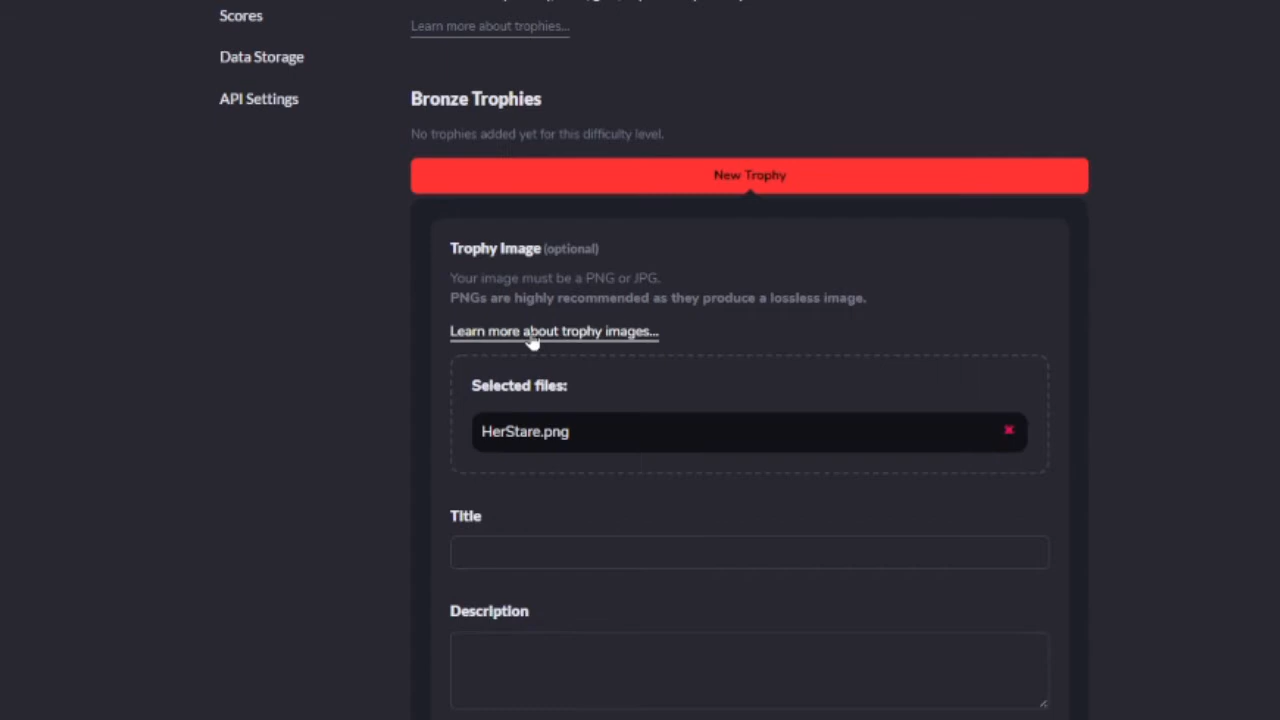 Scores
Learn more about trophies...
Data Storage
API Settings
Bronze Trophies
No trophies added yet for this difficulty level.
New Trophy
Trophy Image (optional)
Your image must be a PNG or JPG.
PNGs are highly recommended as they produce a lossless image.
Learn more about trophy images...
Selected files:
HerStare.png
Title
Description